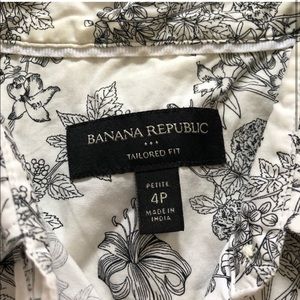 BANANA REPUBLIC
TAILORED FIT
PETITE
4P
MADE IN
INDIA